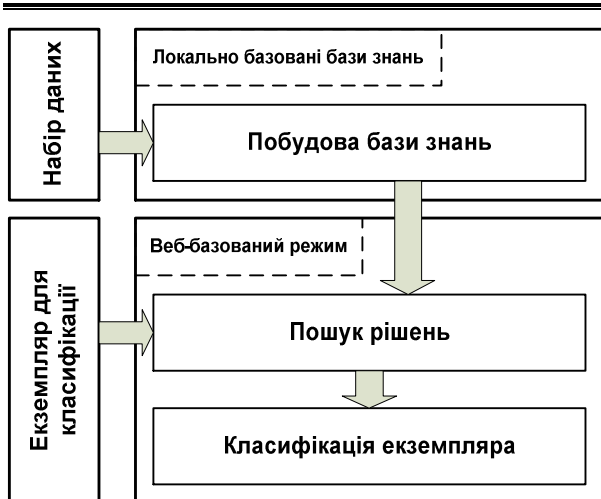 Набір даних
Локально базовані бази знань
Побудова бази знань
Екземпляр для
класифікації
Веб-базований режим
Пошук рішень
Класифікація екземпляра